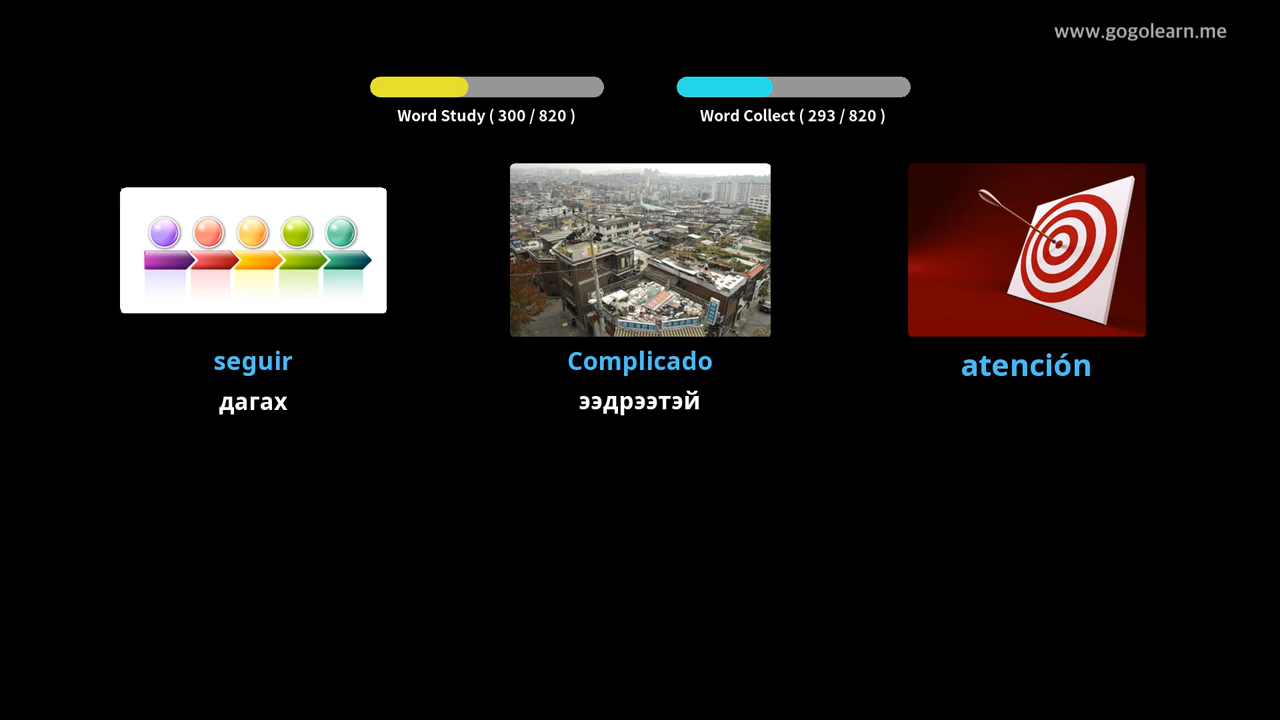 www.gogolearn.me
Word Study ( 300 / 820 )
Word Collect ( 293 / 820 )
seguir
дагах
Complicado
ээдрээтэй
atención